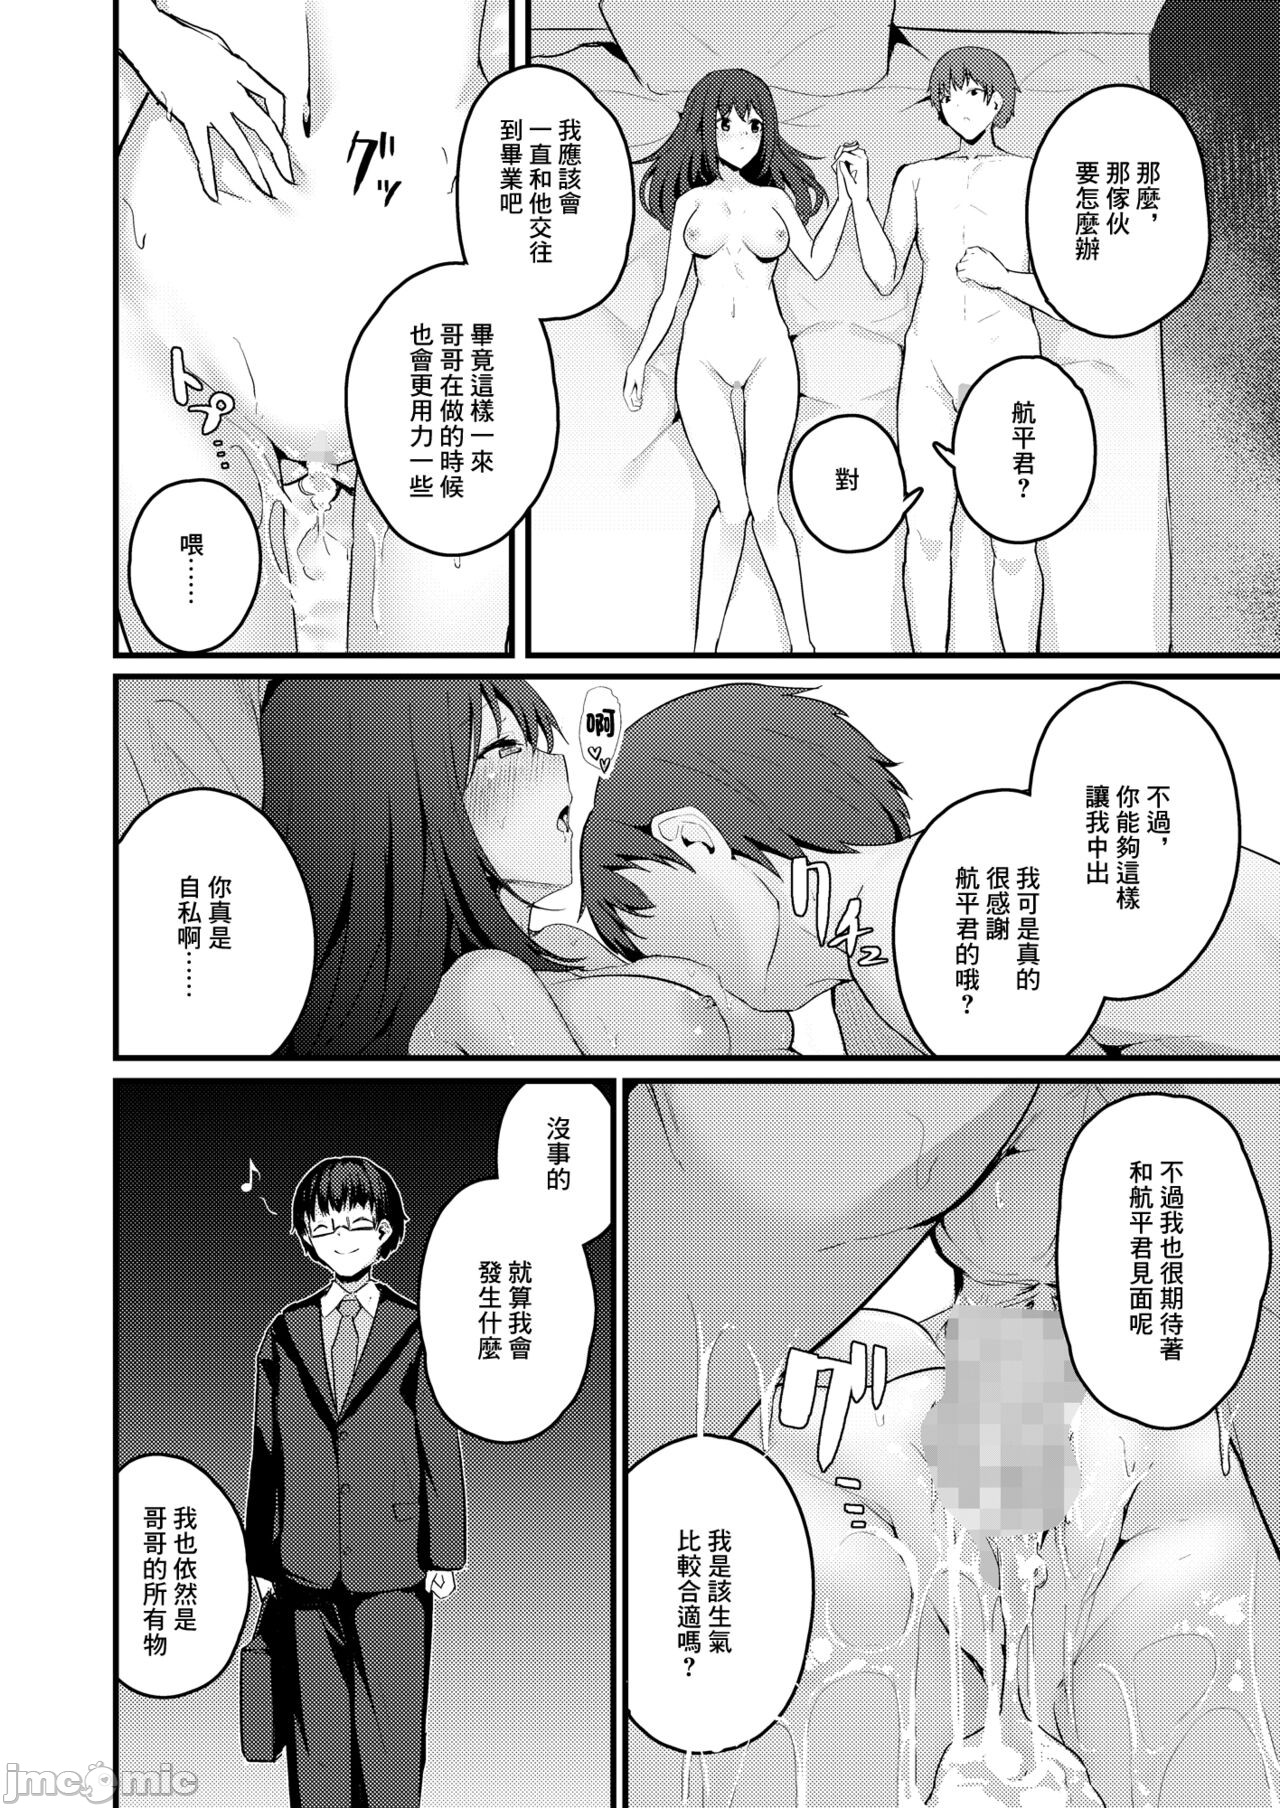 那麼,
那傢伙
要怎麼辦
航平君?
對
我應該會
一直和他交往
到畢業吧
畢竟這樣一來
哥哥在做的時候
也會更用力一些
グッ
トプ
喂……
不過,
你能夠這樣
讓我中出
我可是真的
很感謝
航平君的哦?
啊
你真是
自私啊……
不過我也很期待著
和航平君見面呢
我是該生氣
比較合適嗎?
沒事的
就算我會
發生什麼
我也依然是
哥哥的所有物
jmcomic